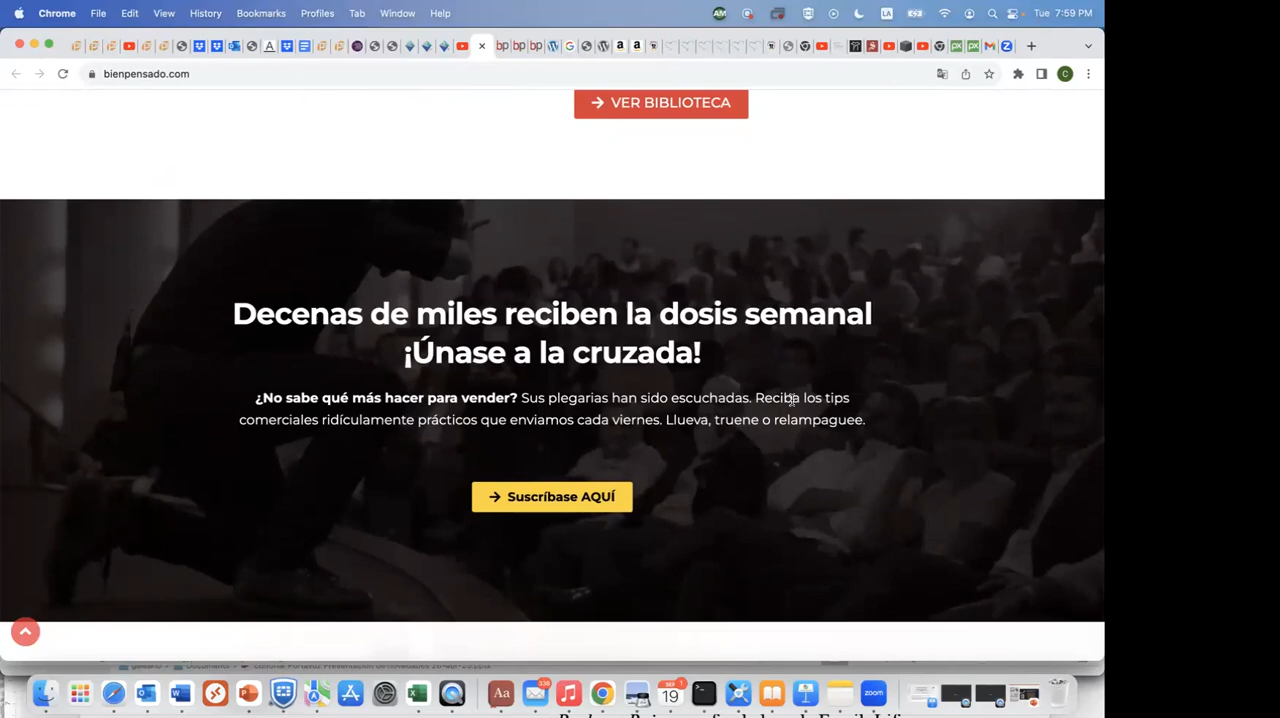 Chrome File Edit View History Bookmarks Profiles Tab Window Help
Tue 7:59 PM
bienpensado.com
VER BIBLIOTECA
Decenas de miles reciben la dosis semanal
¡Únase a la cruzada!
¿No sabe qué más hacer para vender? Sus plegarias han sido escuchadas. Reciba los tips
comerciales ridículamente prácticos que enviamos cada viernes. Llueva, truene o relampaguee.
Suscríbase AQUÍ
19
zoom